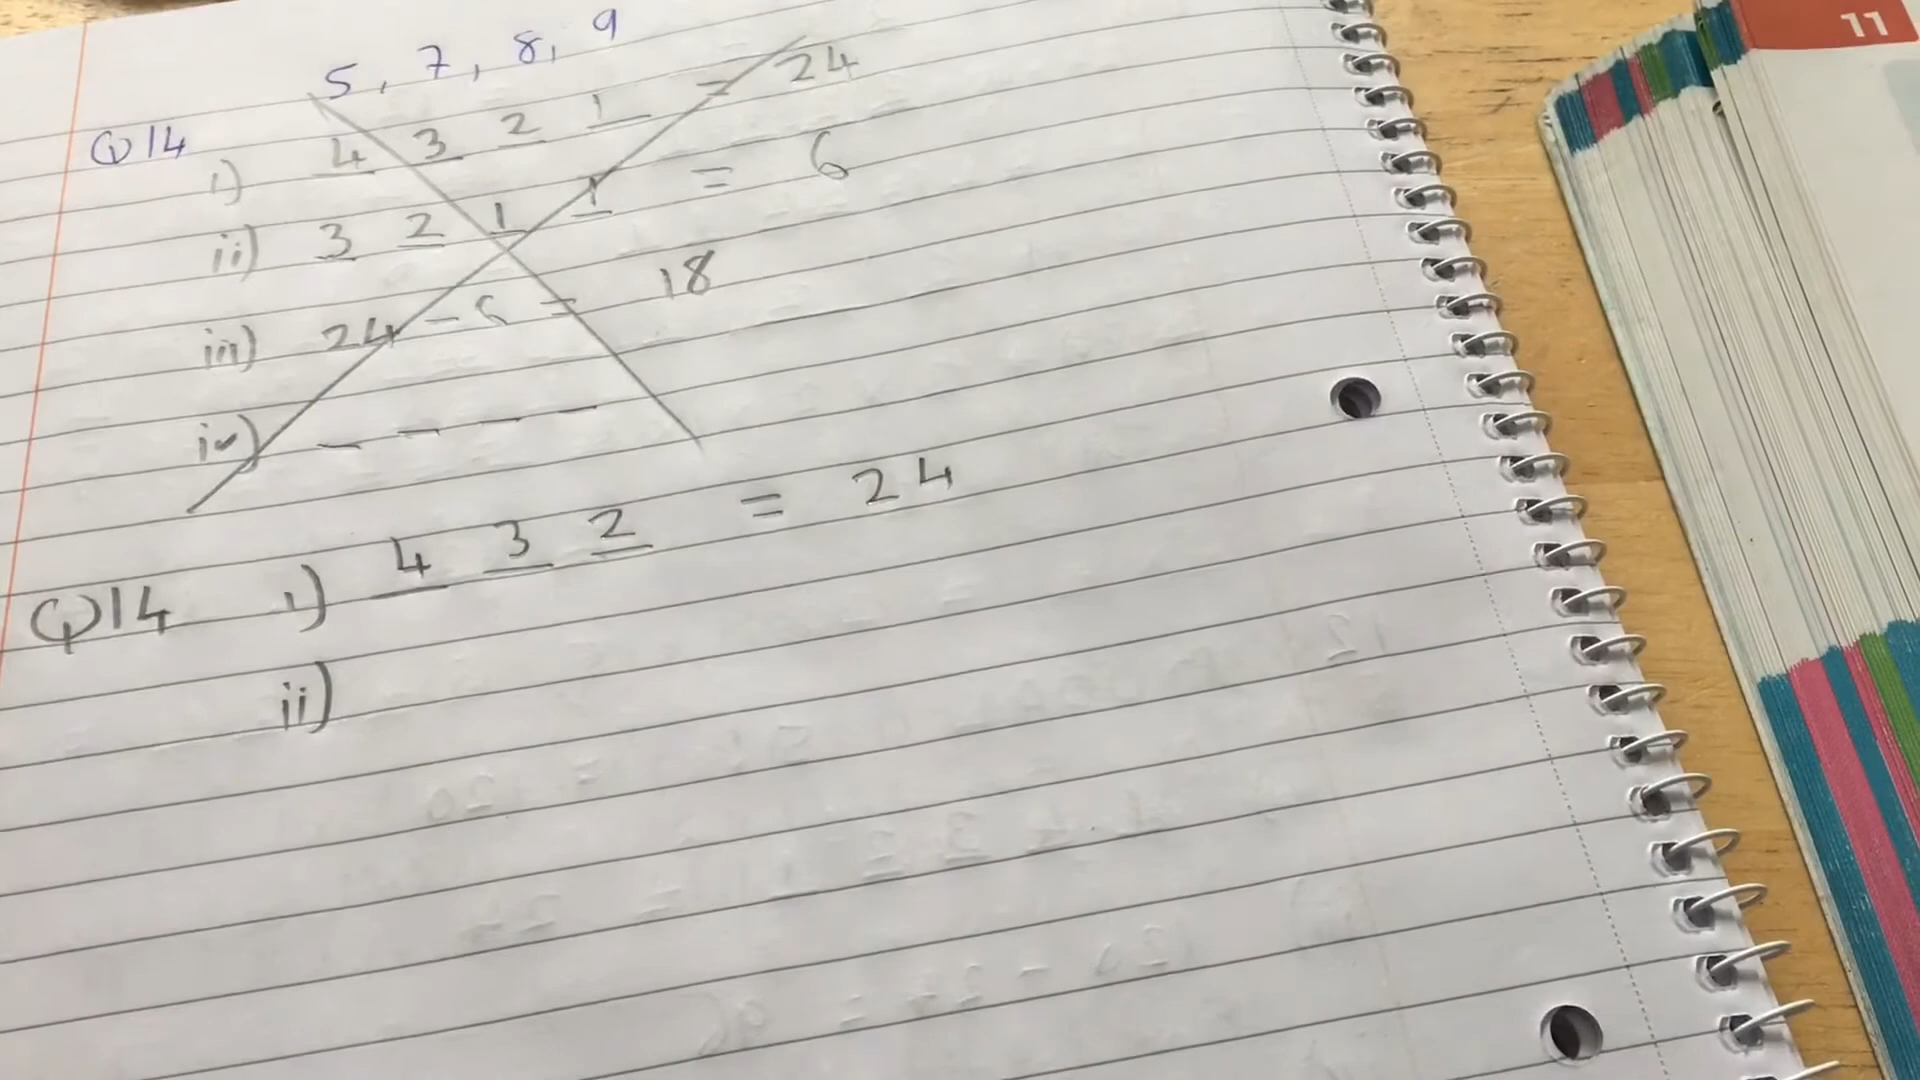 5, 7, 8, 9
Q14
i) 4 3 2 1 = 24
ii) 3 2 1 1 = 6
iii) 24 - 6 = 18
iv) _ _ _ _
Q14 i) 4 3 2 = 24
ii)
11